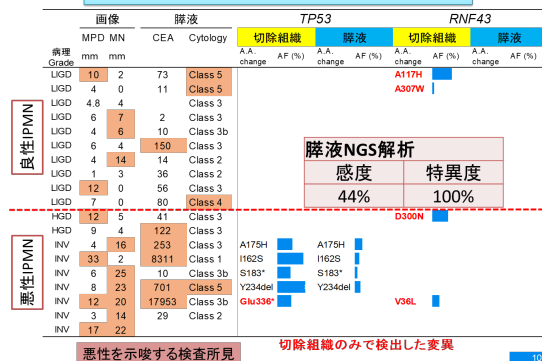 画像 膵液 TP53 RNF43
MPD MN CEA Cytology 切除組織 膵液 切除組織 膵液
病理 Grade mm mm A.A. change AF (%) A.A. change AF (%) A.A. change AF (%) A.A. change AF (%)
LIGD 10 2 73 Class 5 A117H
LIGD 4 0 11 Class 5 A307W
LIGD 4.8 4 Class 3
LIGD 6 7 2 Class 3
LIGD 4 6 10 Class 3b
LIGD 6 3 150 Class 3
LIGD 4 14 14 Class 2
LIGD 1 3 36 Class 2
LIGD 12 0 56 Class 3
LIGD 7 0 80 Class 4
HGD 12 5 41 Class 3 D300N
HGD 9 4 122 Class 3
INV 4 16 253 Class 3 A175H A175H
INV 33 2 8311 Class 1 I162S I162S
INV 6 25 10 Class 3b S183* S183*
INV 8 23 701 Class 5 Y234del Y234del
INV 12 20 17953 Class 3b Glu336* V36L
INV 3 14 29 Class 2
INV 17 22
良性IPMN
悪性IPMN
膵液NGS解析
感度 特異度
44% 100%
悪性を示唆する検査所見
切除組織のみで検出した変異
10